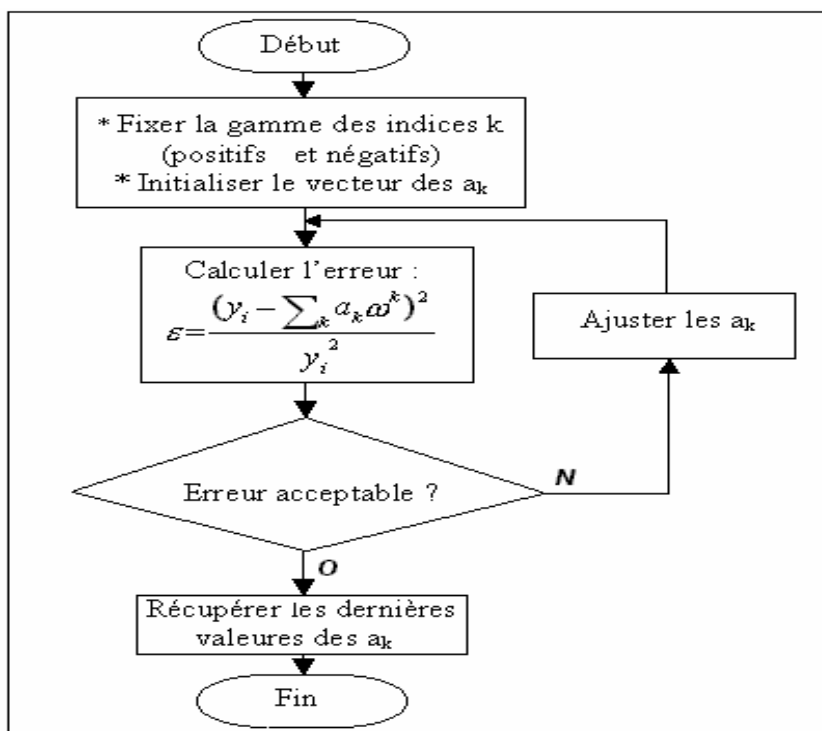 Début
* Fixer la gamme des indices k
(positifs et négatifs)
* Initialiser le vecteur des aₖ
Calculer l'erreur :
ε=(yᵢ − ∑ₖ aₖωᵏ)²
yᵢ²
Ajuster les aₖ
Erreur acceptable ?
N
O
Récupérer les dernières
valeures des aₖ
Fin